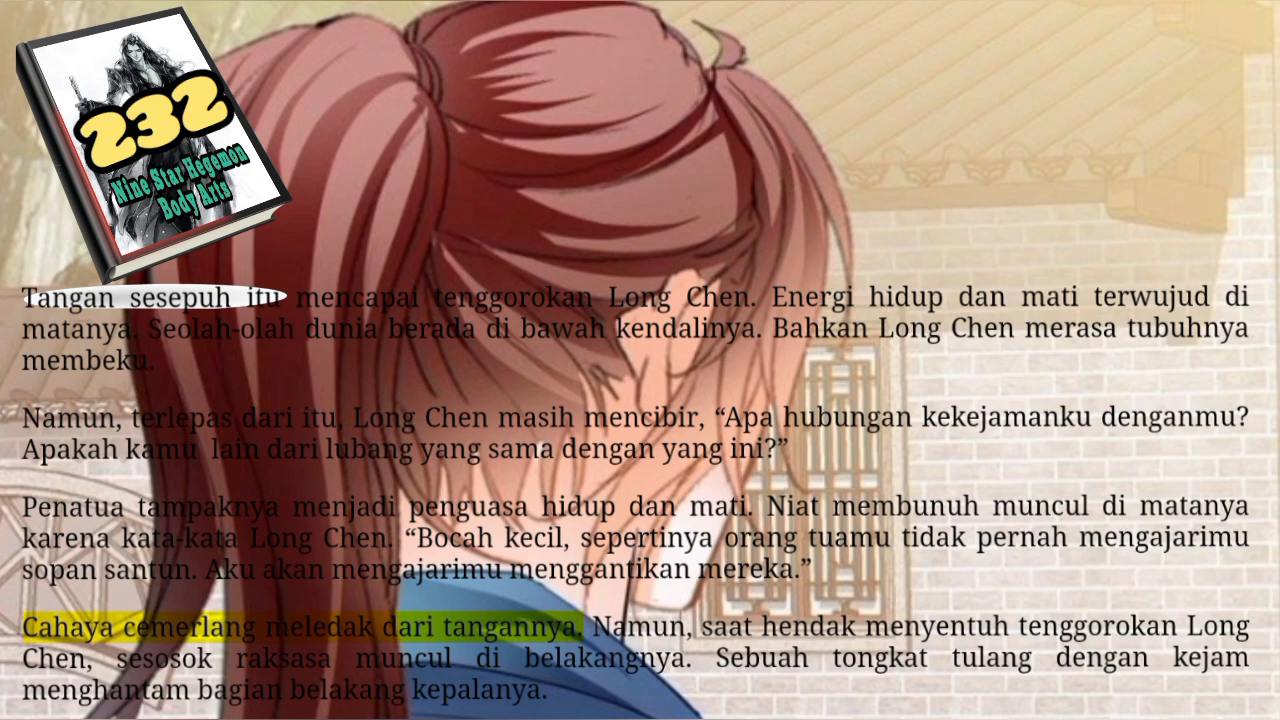 232
Nine Star Hegemon
Body Arts
Tangan sesepuh itu mencapai tenggorokan Long Chen. Energi hidup dan mati terwujud di
matanya. Seolah-olah dunia berada di bawah kendalinya. Bahkan Long Chen merasa tubuhnya
membeku.
Namun, terlepas dari itu, Long Chen masih mencibir, “Apa hubungan kekejamanku denganmu?
Apakah kamu lain dari lubang yang sama dengan yang ini?”
Penatua tampaknya menjadi penguasa hidup dan mati. Niat membunuh muncul di matanya
karena kata-kata Long Chen. “Bocah kecil, sepertinya orang tuamu tidak pernah mengajarimu
sopan santun. Aku akan mengajarimu menggantikan mereka.”
Cahaya cemerlang meledak dari tangannya. Namun, saat hendak menyentuh tenggorokan Long
Chen, sesosok raksasa muncul di belakangnya. Sebuah tongkat tulang dengan kejam
menghantam bagian belakang kepalanya.